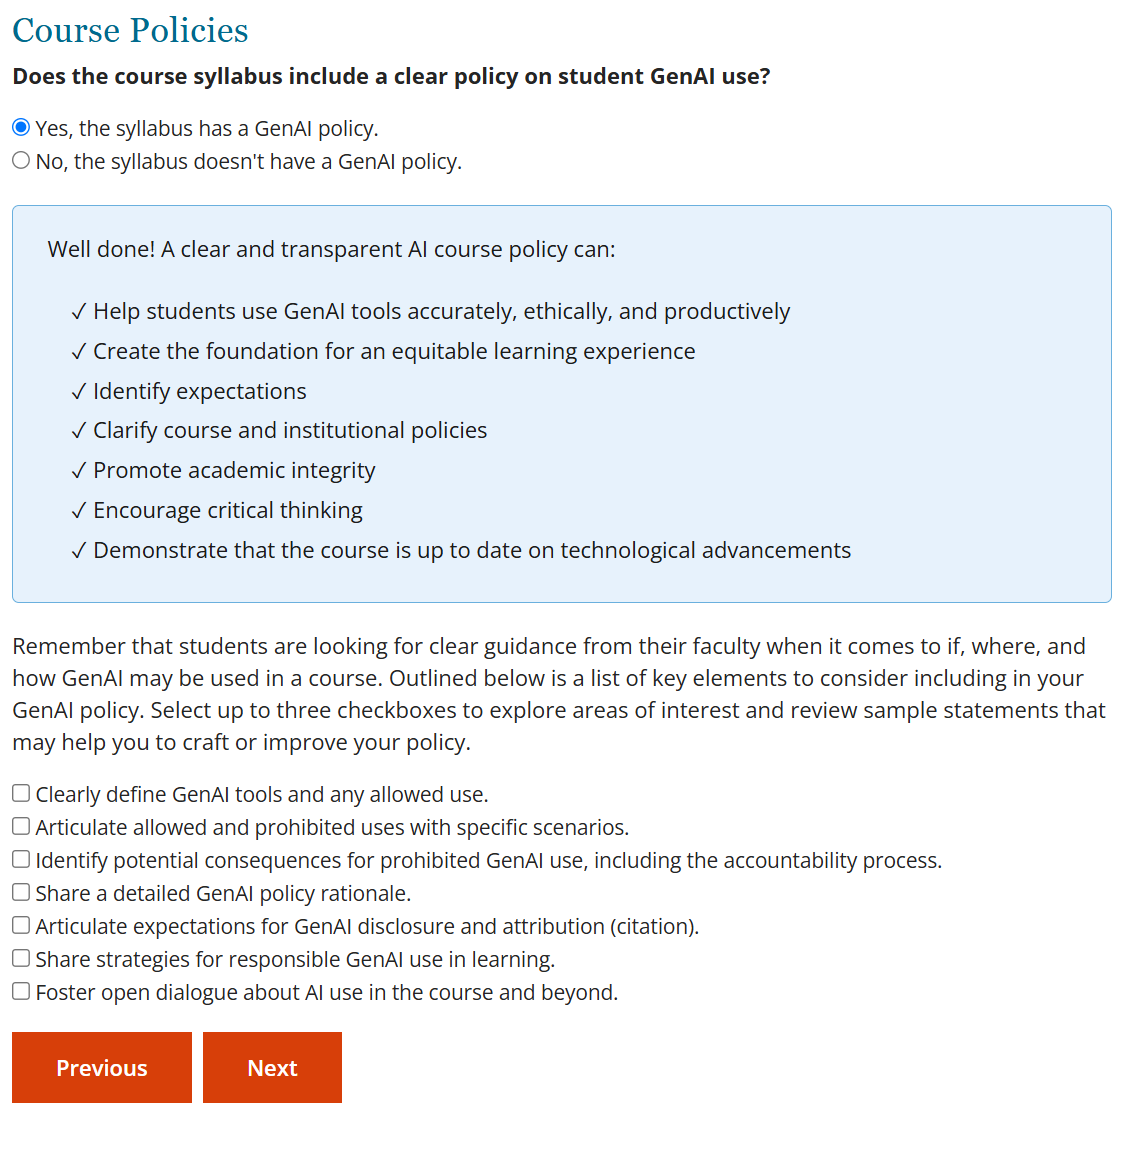 Course Policies
Does the course syllabus include a clear policy on student GenAI use?
Yes, the syllabus has a GenAI policy.
No, the syllabus doesn't have a GenAI policy.
Well done! A clear and transparent AI course policy can:
✓ Help students use GenAI tools accurately, ethically, and productively
✓ Create the foundation for an equitable learning experience
✓ Identify expectations
✓ Clarify course and institutional policies
✓ Promote academic integrity
✓ Encourage critical thinking
✓ Demonstrate that the course is up to date on technological advancements
Remember that students are looking for clear guidance from their faculty when it comes to if, where, and
how GenAI may be used in a course. Outlined below is a list of key elements to consider including in your
GenAI policy. Select up to three checkboxes to explore areas of interest and review sample statements that
may help you to craft or improve your policy.
Clearly define GenAI tools and any allowed use.
Articulate allowed and prohibited uses with specific scenarios.
Identify potential consequences for prohibited GenAI use, including the accountability process.
Share a detailed GenAI policy rationale.
Articulate expectations for GenAI disclosure and attribution (citation).
Share strategies for responsible GenAI use in learning.
Foster open dialogue about AI use in the course and beyond.
Previous
Next